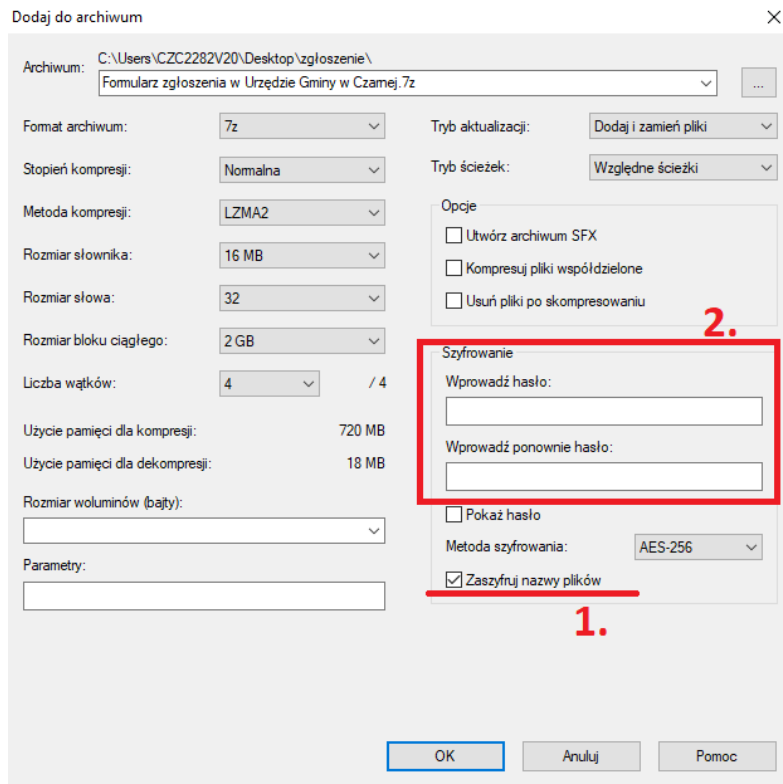 Dodaj do archiwum
Archiwum:
C:\Users\CZC2282V20\Desktop\zgłoszenie\
Formularz zgłoszenia w Urzędzie Gminy w Czarnej.7z
...
Format archiwum:
7z
Stopień kompresji:
Normalna
Metoda kompresji:
LZMA2
Rozmiar słownika:
16 MB
Rozmiar słowa:
32
Rozmiar bloku ciągłego:
2 GB
Liczba wątków:
4
/ 4
Użycie pamięci dla kompresji:
720 MB
Użycie pamięci dla dekompresji:
18 MB
Rozmiar woluminów (bajty):
Parametry:
Tryb aktualizacji:
Dodaj i zamień pliki
Tryb ścieżek:
Względne ścieżki
Opcje
Utwórz archiwum SFX
Kompresuj pliki współdzielone
Usuń pliki po skompresowaniu
2.
Szyfrowanie
Wprowadź hasło:
Wprowadź ponownie hasło:
Pokaż hasło
Metoda szyfrowania:
AES-256
Zaszyfruj nazwy plików
1.
OK
Anuluj
Pomoc